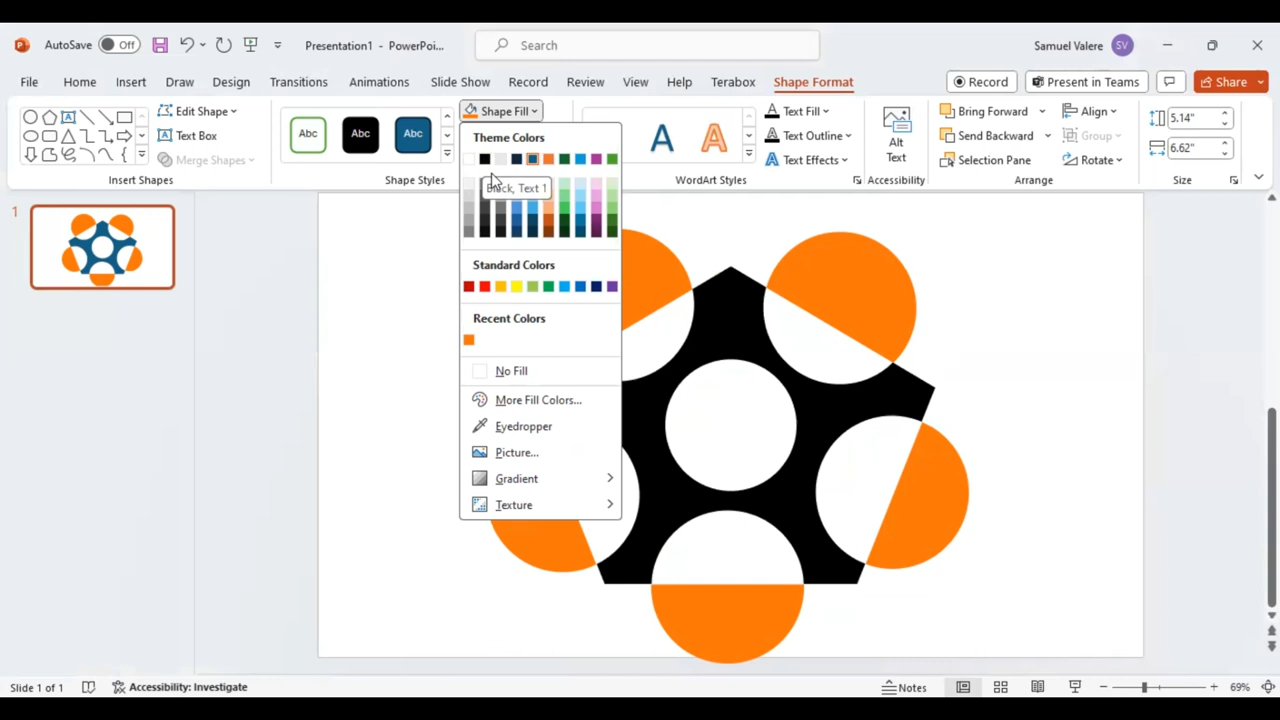 AutoSave Off Presentation1 - PowerPoi... Search Samuel Valere SV
File Home Insert Draw Design Transitions Animations Slide Show Record Review View Help Terabox Shape Format Record Present in Teams Share
Edit Shape
Text Box
Merge Shapes
Insert Shapes
Abc Abc Abc
Shape Styles
Shape Fill
A A
WordArt Styles
Text Fill
Text Outline
Text Effects
Alt
Text
Accessibility
Bring Forward Align
Send Backward Group
Selection Pane Rotate
Arrange
5.14"
6.62"
Size
Theme Colors
Black, Text 1
Standard Colors
Recent Colors
No Fill
More Fill Colors...
Eyedropper
Picture...
Gradient
Texture
1
Slide 1 of 1 Accessibility: Investigate Notes 69%